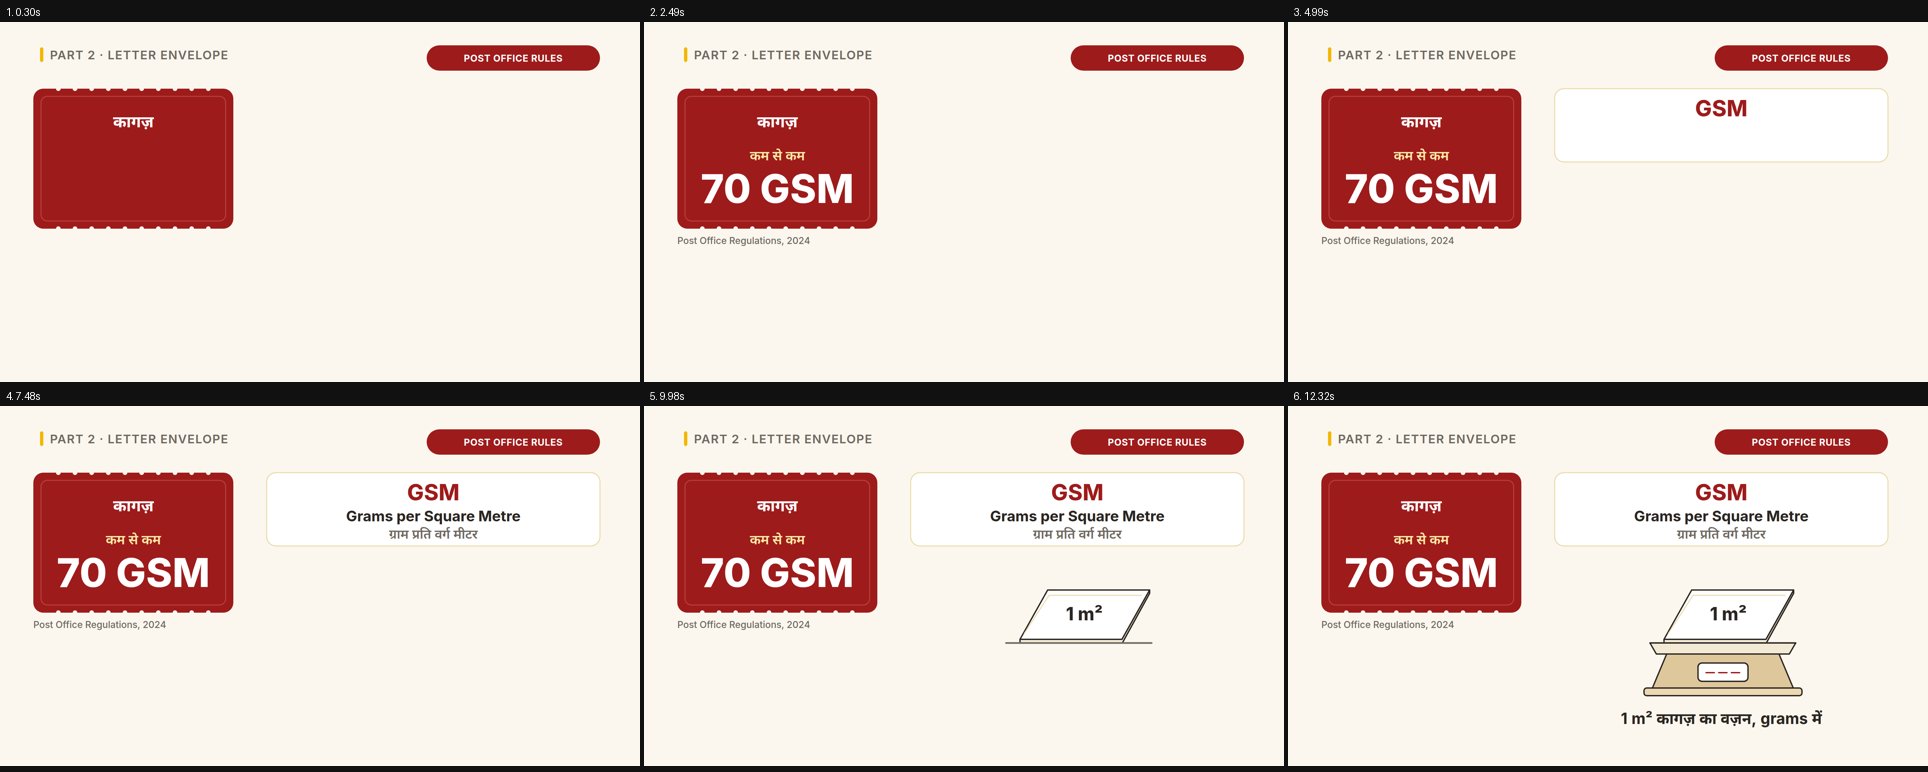 1. 0.30s
PART 2 · LETTER ENVELOPE
POST OFFICE RULES
कागज़
2. 2.49s
PART 2 · LETTER ENVELOPE
POST OFFICE RULES
कागज़
कम से कम
70 GSM
Post Office Regulations, 2024
3. 4.99s
PART 2 · LETTER ENVELOPE
POST OFFICE RULES
कागज़
कम से कम
70 GSM
Post Office Regulations, 2024
GSM
4. 7.48s
PART 2 · LETTER ENVELOPE
POST OFFICE RULES
कागज़
कम से कम
70 GSM
Post Office Regulations, 2024
GSM
Grams per Square Metre
ग्राम प्रति वर्ग मीटर
5. 9.98s
PART 2 · LETTER ENVELOPE
POST OFFICE RULES
कागज़
कम से कम
70 GSM
Post Office Regulations, 2024
GSM
Grams per Square Metre
ग्राम प्रति वर्ग मीटर
1 m²
6. 12.32s
PART 2 · LETTER ENVELOPE
POST OFFICE RULES
कागज़
कम से कम
70 GSM
Post Office Regulations, 2024
GSM
Grams per Square Metre
ग्राम प्रति वर्ग मीटर
1 m²
– – –
1 m² कागज़ का वज़न, grams में